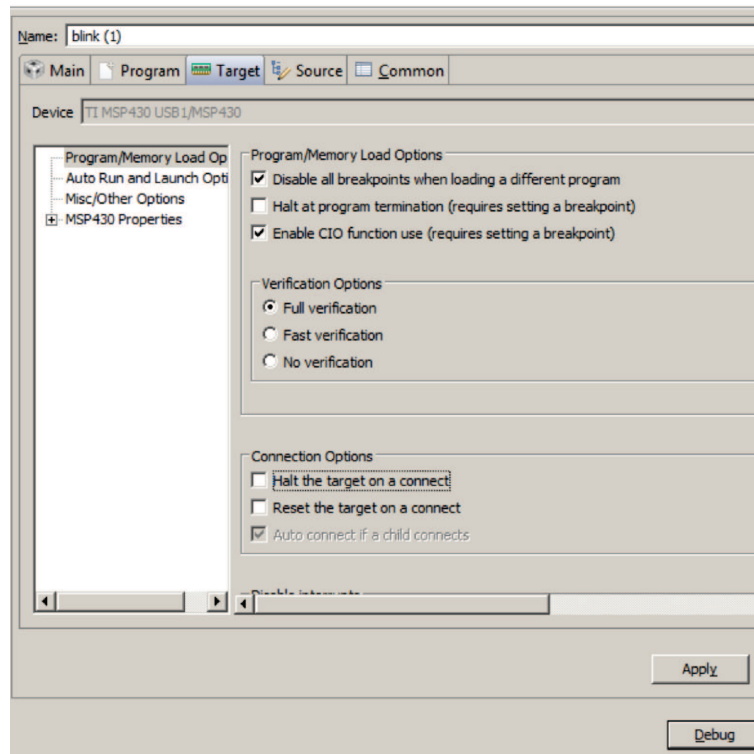 Name: blink (1)
Main Program Target Source Common
Device TI MSP430 USB1/MSP430
Program/Memory Load Op
Auto Run and Launch Opti
Misc/Other Options
MSP430 Properties
Program/Memory Load Options
Disable all breakpoints when loading a different program
Halt at program termination (requires setting a breakpoint)
Enable CIO function use (requires setting a breakpoint)
Verification Options
Full verification
Fast verification
No verification
Connection Options
Halt the target on a connect
Reset the target on a connect
Auto connect if a child connects
Disable interrupts
Apply
Debug